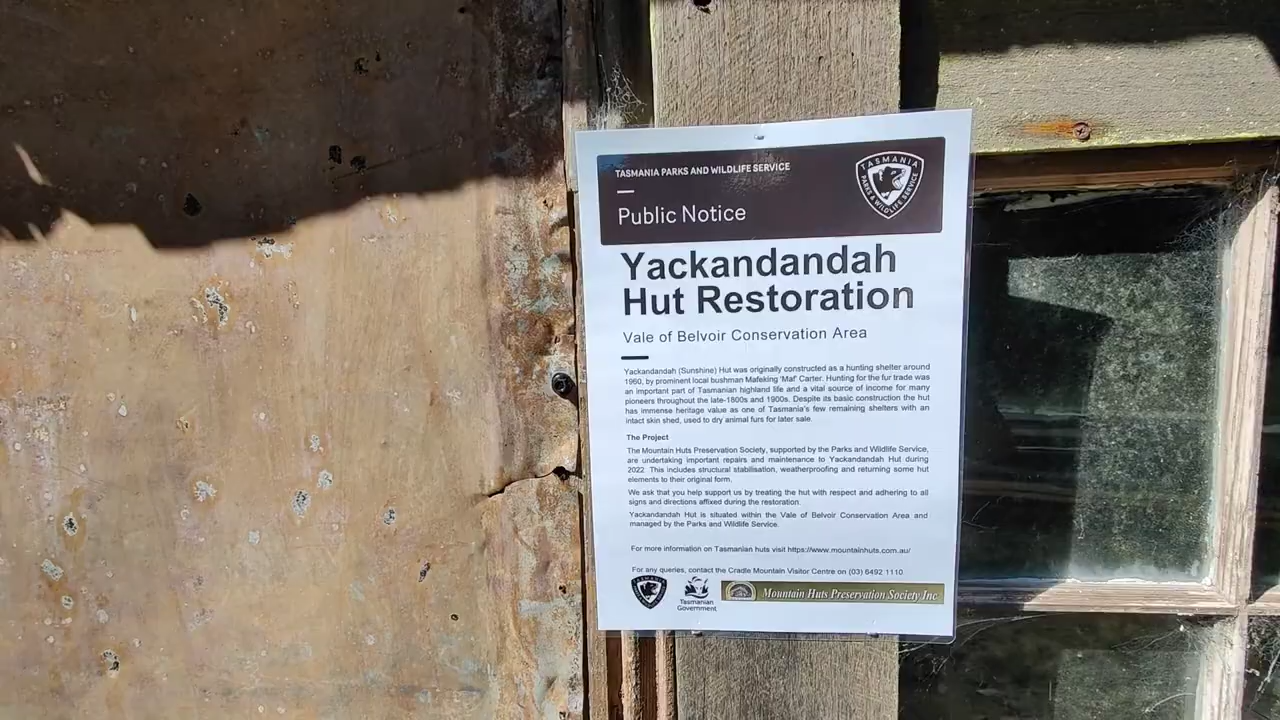 TASMANIA PARKS AND WILDLIFE SERVICE
Public Notice
TASMANIA
PARKS & WILDLIFE SERVICE
Yackandandah
Hut Restoration
Vale of Belvoir Conservation Area
Yackandandah (Sunshine) Hut was originally constructed as a hunting shelter around
1960, by prominent local bushman Mafeking 'Maf' Carter. Hunting for the fur trade was
an important part of Tasmanian highland life and a vital source of income for many
pioneers throughout the late-1800s and 1900s. Despite its basic construction the hut
has immense heritage value as one of Tasmania's few remaining shelters with an
intact skin shed, used to dry animal furs for later sale.
The Project
The Mountain Huts Preservation Society, supported by the Parks and Wildlife Service,
are undertaking important repairs and maintenance to Yackandandah Hut during
2022. This includes structural stabilisation, weatherproofing and returning some hut
elements to their original form.
We ask that you help support us by treating the hut with respect and adhering to all
signs and directions affixed during the restoration.
Yackandandah Hut is situated within the Vale of Belvoir Conservation Area and
managed by the Parks and Wildlife Service.
For more information on Tasmanian huts visit https://www.mountainhuts.com.au/
For any queries, contact the Cradle Mountain Visitor Centre on (03) 6492 1110
Tasmanian
Government
Mountain Huts Preservation Society Inc